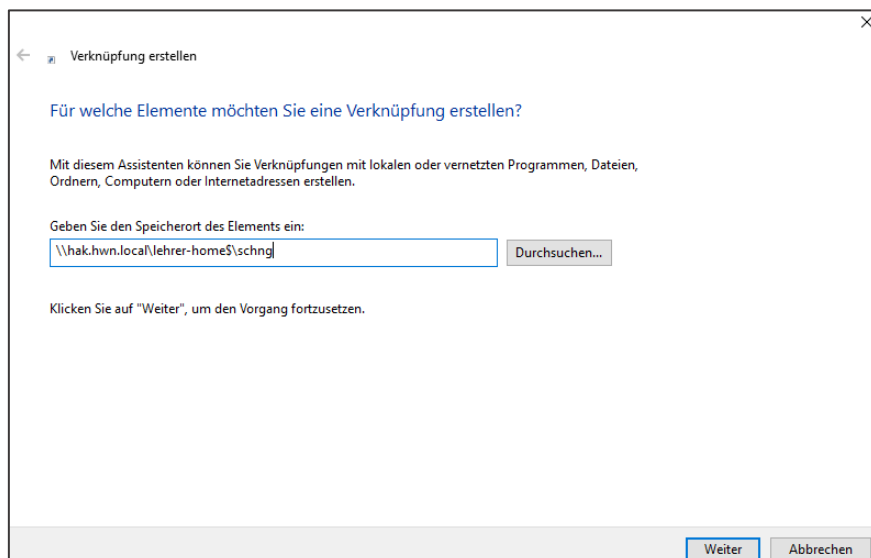 Verknüpfung erstellen
Für welche Elemente möchten Sie eine Verknüpfung erstellen?
Mit diesem Assistenten können Sie Verknüpfungen mit lokalen oder vernetzten Programmen, Dateien,
Ordnern, Computern oder Internetadressen erstellen.
Geben Sie den Speicherort des Elements ein:
\\hak.hwn.local\lehrer-home$\schng
Durchsuchen...
Klicken Sie auf "Weiter", um den Vorgang fortzusetzen.
Weiter
Abbrechen